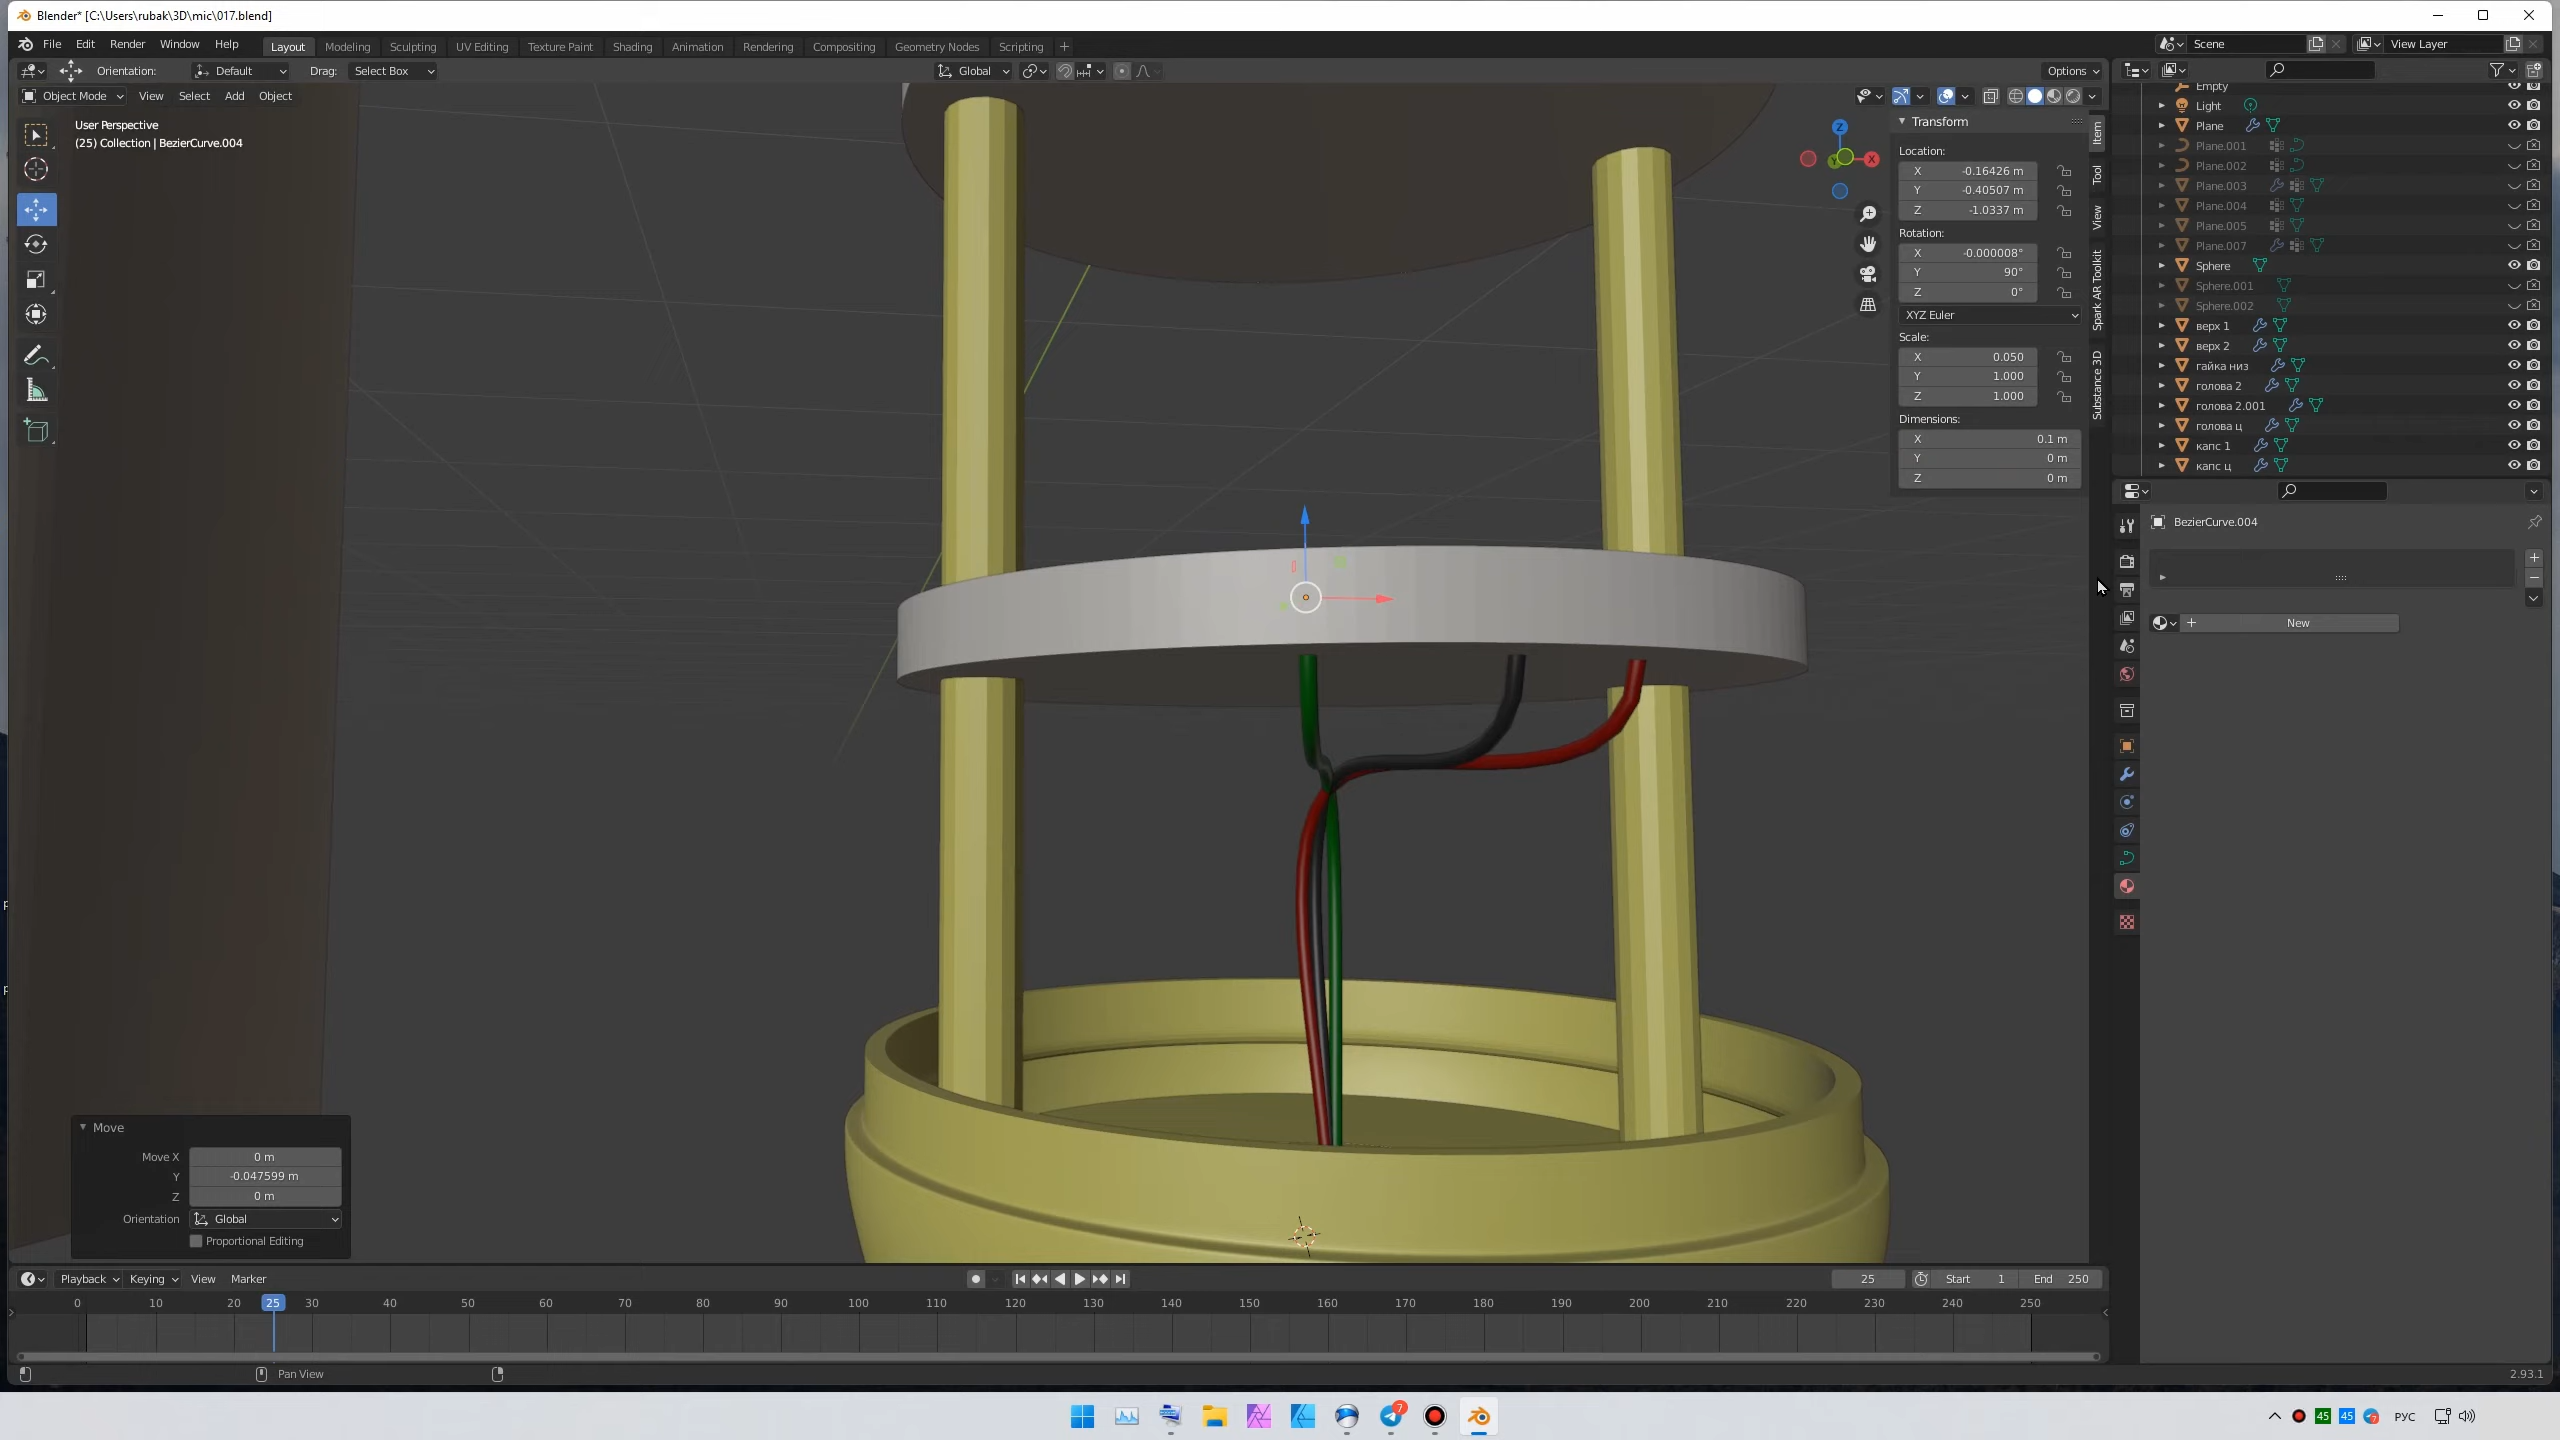 Blender* [C:\Users\rubak\3D\mic\017.blend]
File Edit Render Window Help Layout Modeling Sculpting UV Editing Texture Paint Shading Animation Rendering Compositing Geometry Nodes Scripting + Scene View Layer
Orientation: Default Drag: Select Box Global Options
Object Mode View Select Add Object
User Perspective
(25) Collection | BezierCurve.004
Transform
Location:
X -0.16426 m
Y -0.40507 m
Z -1.0337 m
Rotation:
X -0.000008°
Y 90°
Z 0°
XYZ Euler
Scale:
X 0.050
Y 1.000
Z 1.000
Dimensions:
X 0.1 m
Y 0 m
Z 0 m
Item
Tool
View
Spark AR Toolkit
Substance 3D
Z
X
Y
Empty
Light
Plane
Plane.001
Plane.002
Plane.003
Plane.004
Plane.005
Plane.007
Sphere
Sphere.001
Sphere.002
верх 1
верх 2
гайка низ
голова 2
голова 2.001
голова ц
капс 1
капс ц
BezierCurve.004
+ New
Move
Move X 0 m
Y -0.047599 m
Z 0 m
Orientation Global
Proportional Editing
Playback Keying View Marker 25 Start 1 End 250
0 10 20 25 30 40 50 60 70 80 90 100 110 120 130 140 150 160 170 180 190 200 210 220 230 240 250
Pan View 2.93.1
7 45 45 7 РУС